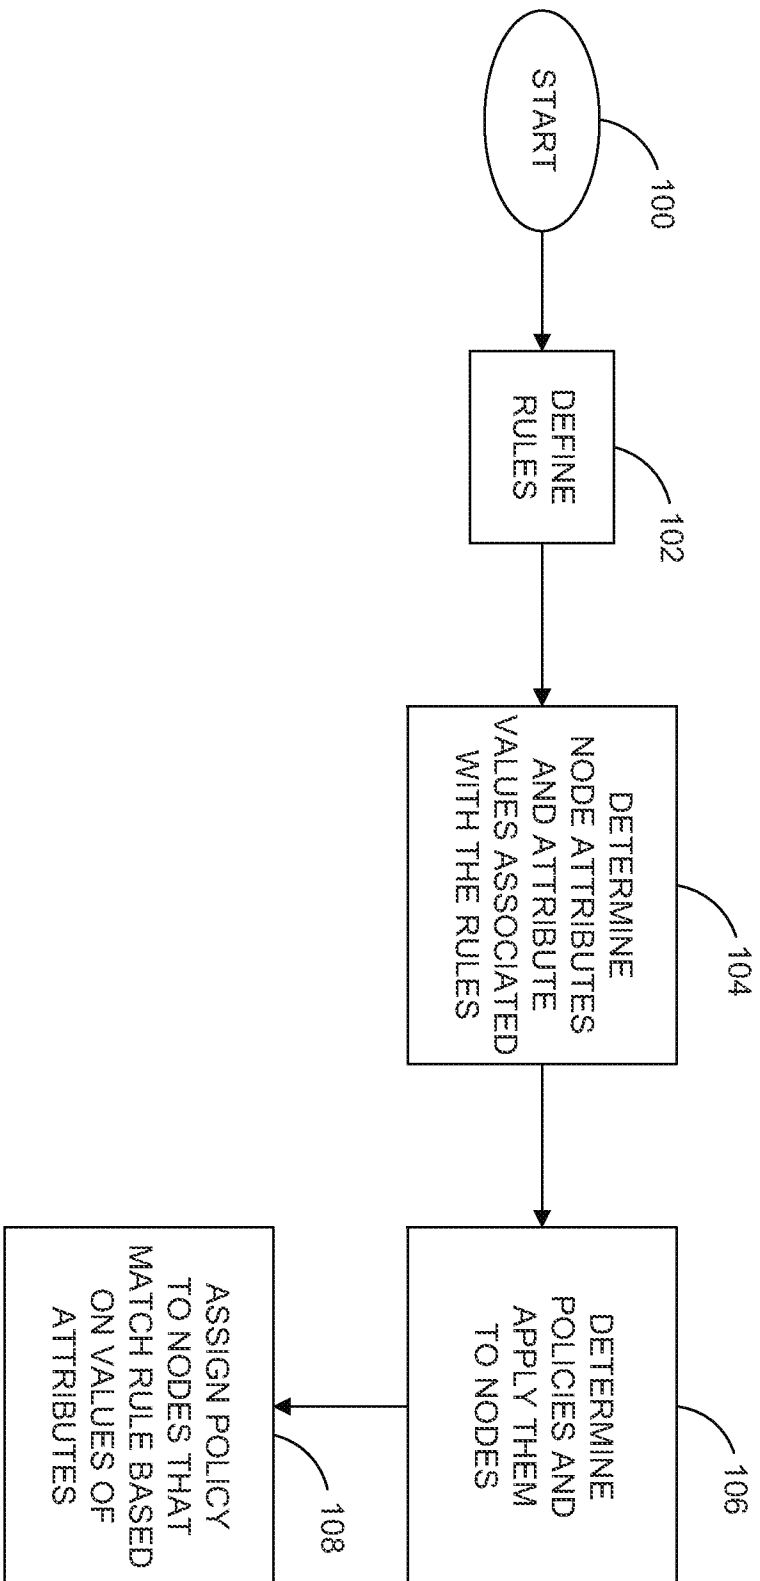 100
START
102
DEFINE
RULES
104
DETERMINE
NODE ATTRIBUTES
AND ATTRIBUTE
VALUES ASSOCIATED
WITH THE RULES
106
DETERMINE
POLICIES AND
APPLY THEM
TO NODES
108
ASSIGN POLICY
TO NODES THAT
MATCH RULE BASED
ON VALUES OF
ATTRIBUTES